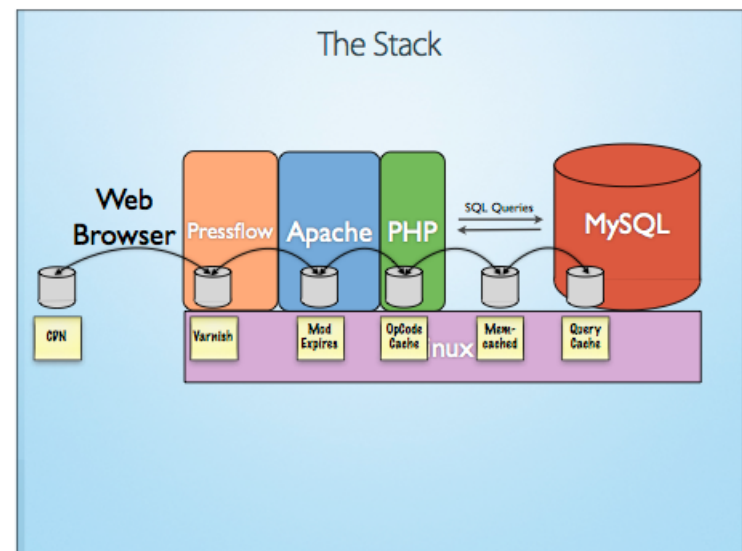 The Stack
Web
Browser
Pressflow
Apache
PHP
SQL Queries
MySQL
CDN
Varnish
Mod
Expires
OpCode
Cache
Mem-
cached
Query
Cache
inux